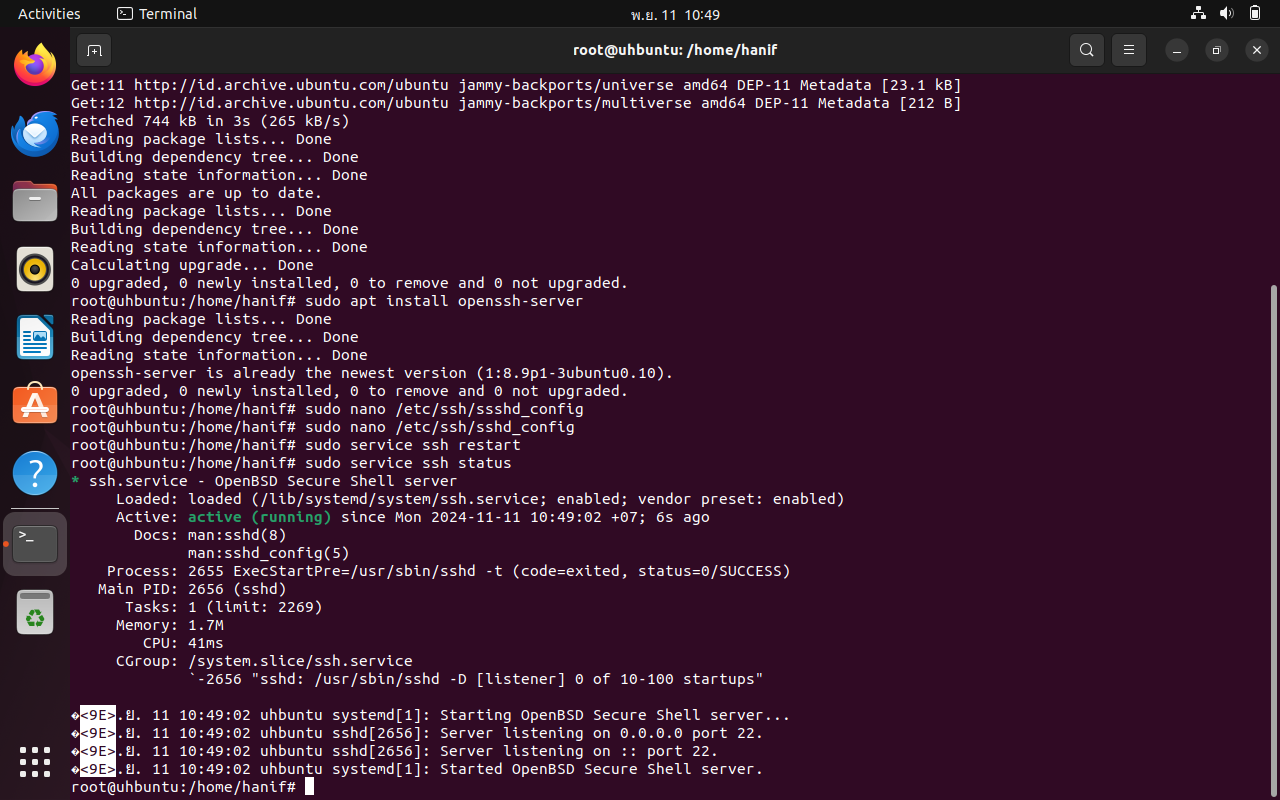 Activities
Terminal
พ.ย. 11 10:49
root@uhbuntu: /home/hanif
Get:11 http://id.archive.ubuntu.com/ubuntu jammy-backports/universe amd64 DEP-11 Metadata [23.1 kB]
Get:12 http://id.archive.ubuntu.com/ubuntu jammy-backports/multiverse amd64 DEP-11 Metadata [212 B]
Fetched 744 kB in 3s (265 kB/s)
Reading package lists... Done
Building dependency tree... Done
Reading state information... Done
All packages are up to date.
Reading package lists... Done
Building dependency tree... Done
Reading state information... Done
Calculating upgrade... Done
0 upgraded, 0 newly installed, 0 to remove and 0 not upgraded.
root@uhbuntu:/home/hanif# sudo apt install openssh-server
Reading package lists... Done
Building dependency tree... Done
Reading state information... Done
openssh-server is already the newest version (1:8.9p1-3ubuntu0.10).
0 upgraded, 0 newly installed, 0 to remove and 0 not upgraded.
root@uhbuntu:/home/hanif# sudo nano /etc/ssh/ssshd_config
root@uhbuntu:/home/hanif# sudo nano /etc/ssh/sshd_config
root@uhbuntu:/home/hanif# sudo service ssh restart
root@uhbuntu:/home/hanif# sudo service ssh status
* ssh.service - OpenBSD Secure Shell server
Loaded: loaded (/lib/systemd/system/ssh.service; enabled; vendor preset: enabled)
Active: active (running) since Mon 2024-11-11 10:49:02 +07; 6s ago
Docs: man:sshd(8)
man:sshd_config(5)
Process: 2655 ExecStartPre=/usr/sbin/sshd -t (code=exited, status=0/SUCCESS)
Main PID: 2656 (sshd)
Tasks: 1 (limit: 2269)
Memory: 1.7M
CPU: 41ms
CGroup: /system.slice/ssh.service
`-2656 "sshd: /usr/sbin/sshd -D [listener] 0 of 10-100 startups"
�<9E>.ย. 11 10:49:02 uhbuntu systemd[1]: Starting OpenBSD Secure Shell server...
�<9E>.ย. 11 10:49:02 uhbuntu sshd[2656]: Server listening on 0.0.0.0 port 22.
�<9E>.ย. 11 10:49:02 uhbuntu sshd[2656]: Server listening on :: port 22.
�<9E>.ย. 11 10:49:02 uhbuntu systemd[1]: Started OpenBSD Secure Shell server.
root@uhbuntu:/home/hanif#